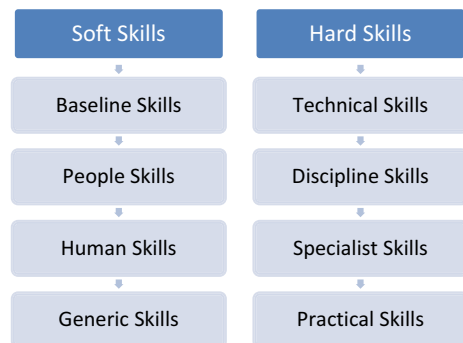 Soft Skills
Baseline Skills
People Skills
Human Skills
Generic Skills
Hard Skills
Technical Skills
Discipline Skills
Specialist Skills
Practical Skills